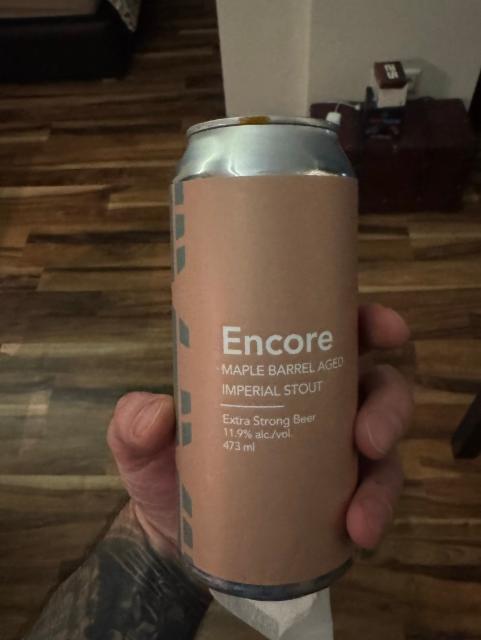 Encore
MAPLE BARREL AGED
IMPERIAL STOUT
Extra Strong Beer
11.9% alc./vol.
473 ml